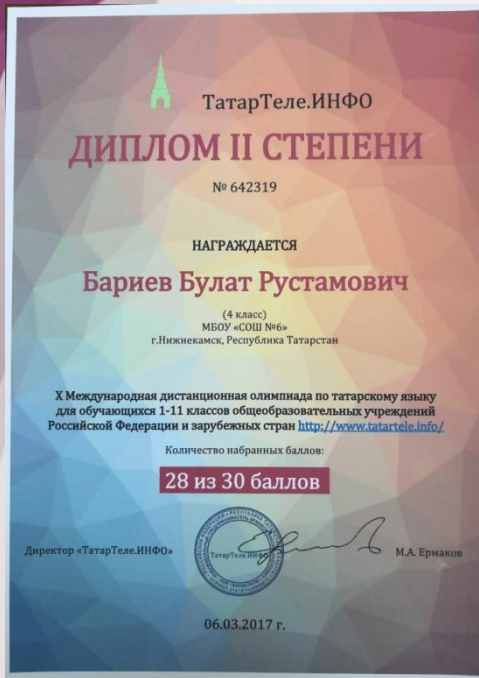 ТатарТеле.ИНФО
ДИПЛОМ II СТЕПЕНИ
№ 642319
НАГРАЖДАЕТСЯ
Бариев Булат Рустамович
(4 класс)
МБОУ «СОШ №6»
г.Нижнекамск, Республика Татарстан
X Международная дистанционная олимпиада по татарскому языку
для обучающихся 1-11 классов общеобразовательных учреждений
Российской Федерации и зарубежных стран http://www.tatartele.info/
Количество набранных баллов:
28 из 30 баллов
Директор «ТатарТеле.ИНФО»
ТатарТеле.ИНФО
М.А. Ермаков
06.03.2017 г.